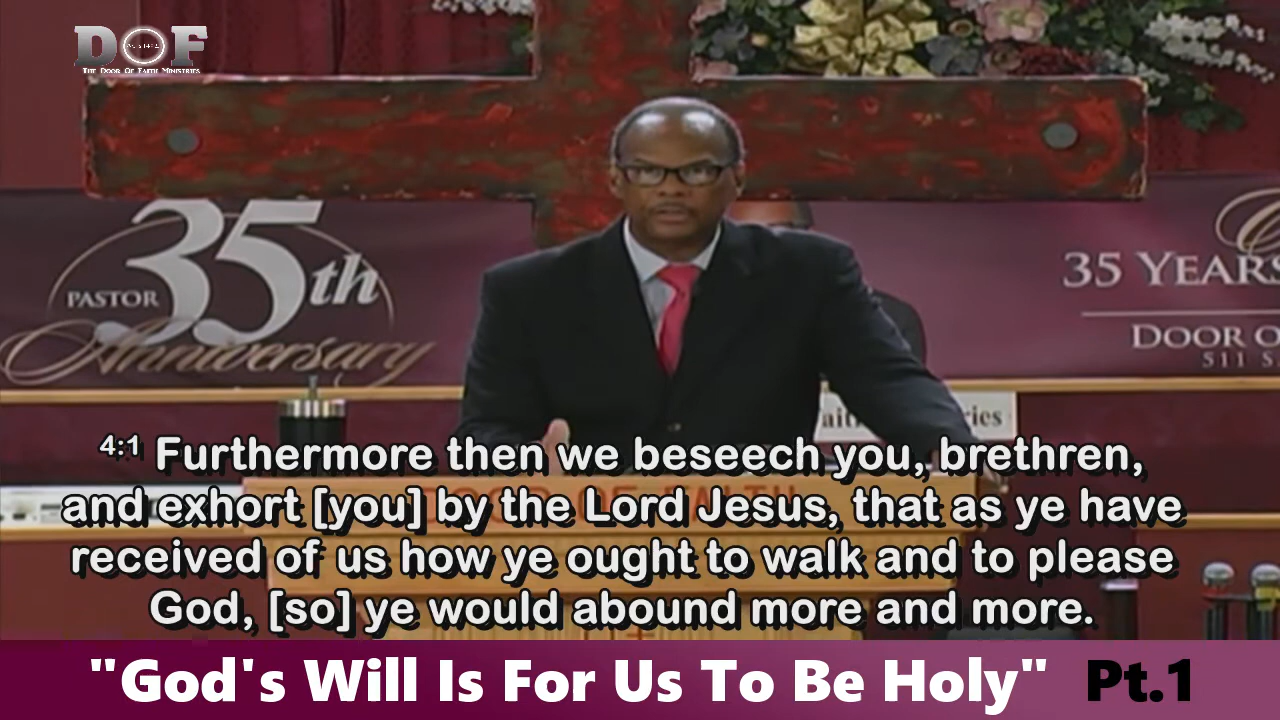 DOF
THE DOOR OF FAITH MINISTRIES
35th
PASTOR
Anniversary
35 YEARS
DOOR O
511 S
4:1 Furthermore then we beseech you, brethren,
and exhort [you] by the Lord Jesus, that as ye have
received of us how ye ought to walk and to please
God, [so] ye would abound more and more.
DOOR OF FAITH
"God's Will Is For Us To Be Holy" Pt.1